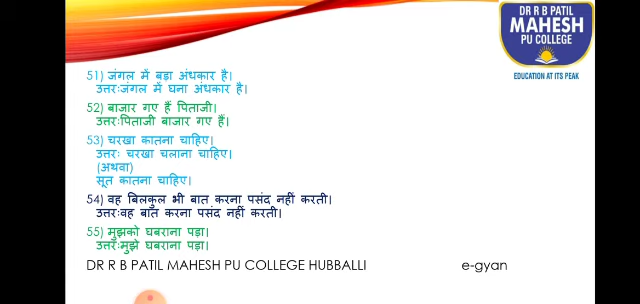 DR R B PATIL
MAHESH
PU COLLEGE
EDUCATION AT ITS PEAK
51) जंगल में बड़ा अंधकार है।
उत्तरः जंगल में घना अंधकार है।
52) बाजार गए हैं पिताजी।
उत्तरः पिताजी बाजार गए हैं।
53) चरखा कातना चाहिए।
उत्तरः चरखा चलाना चाहिए।
(अथवा)
सूत कातना चाहिए।
54) वह बिलकुल भी बात करना पसंद नहीं करती।
उत्तरः वह बात करना पसंद नहीं करती।
55) मुझको घबराना पड़ा।
उत्तरः मुझे घबराना पड़ा।
DR R B PATIL MAHESH PU COLLEGE HUBBALLI e-gyan